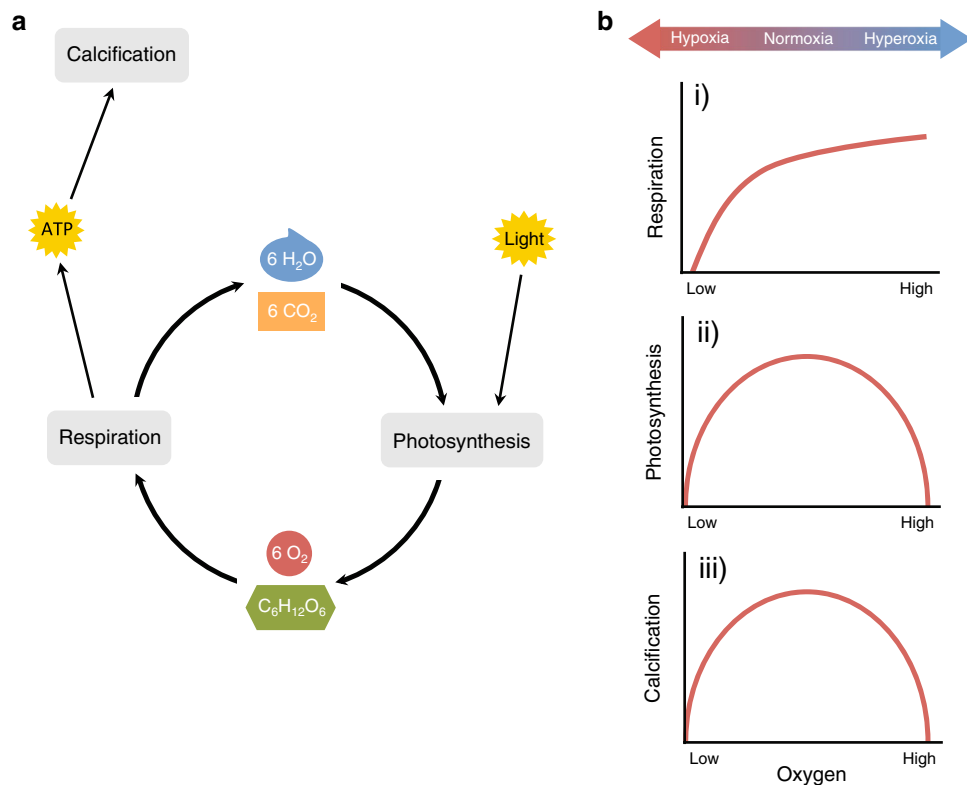 a
Calcification
ATP
6 H₂O
6 CO₂
Light
Respiration
Photosynthesis
6 O₂
C₆H₁₂O₆
b
Hypoxia Normoxia Hyperoxia
i)
Respiration
Low High
ii)
Photosynthesis
Low High
iii)
Calcification
Low High
Oxygen